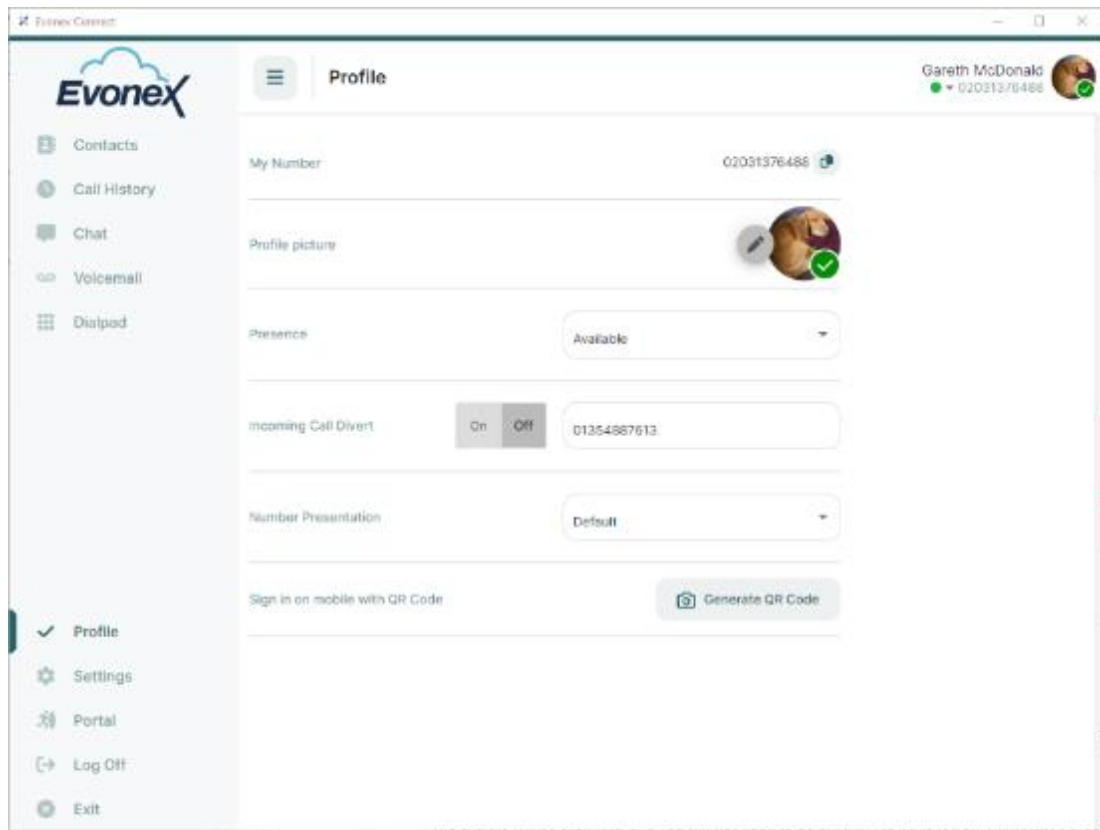 Evonex Connect
Evonex
Profile
Gareth McDonald
02031376488
Contacts
Call History
Chat
Voicemail
Dialpad
My Number
02031376488
Profile picture
Presence
Available
Incoming Call Divert
On
Off
01354887613
Number Presentation
Default
Sign in on mobile with QR Code
Generate QR Code
Profile
Settings
Portal
Log Off
Exit